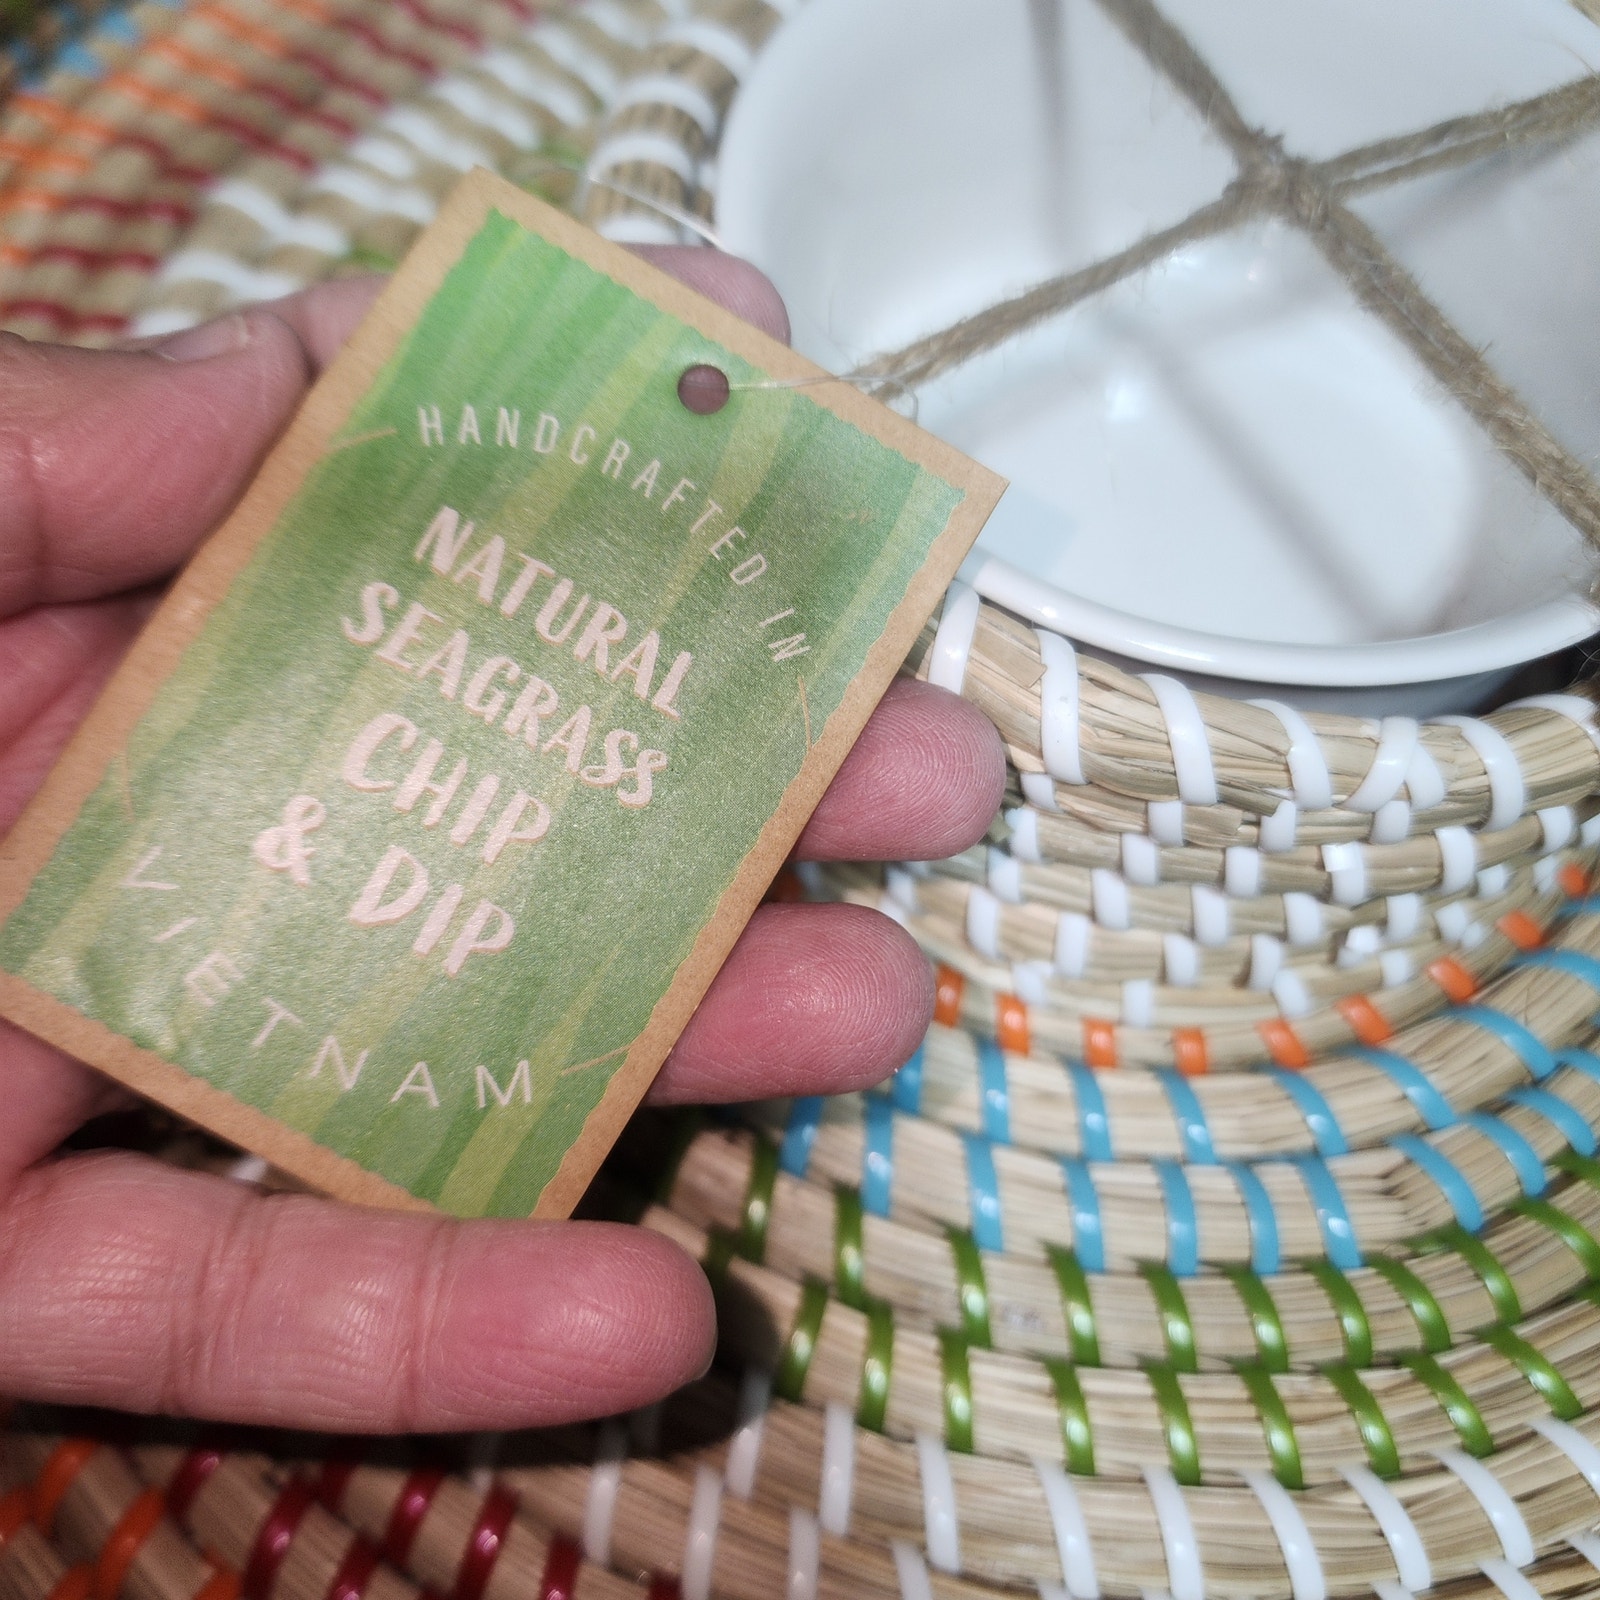 HANDCRAFTED IN
NATURAL
SEAGRASS
CHIP
& DIP
VIETNAM